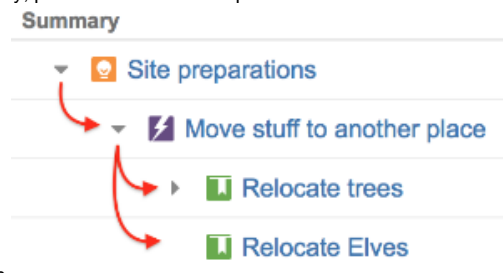 Summary
Site preparations
Move stuff to another place
Relocate trees
Relocate Elves